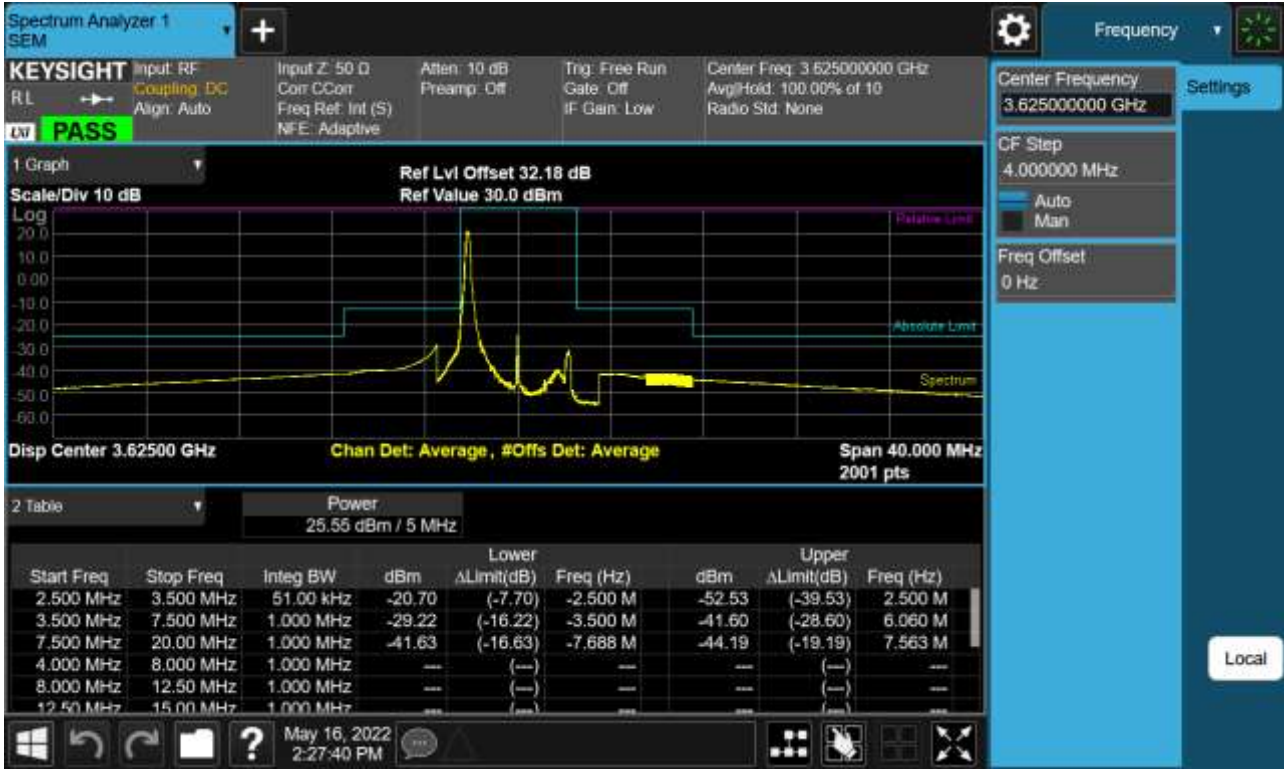 Spectrum Analyzer 1
SEM
Frequency
KEYSIGHT
Input: RF
Coupling: DC
Align: Auto
RL
LXI
PASS
Input Z: 50 Ω
Corr CCorr
Freq Ref: Int (S)
NFE: Adaptive
Atten: 10 dB
Preamp: Off
Trig: Free Run
Gate: Off
IF Gain: Low
Center Freq: 3.625000000 GHz
Avg|Hold: 100.00% of 10
Radio Std: None
Center Frequency
3.625000000 GHz
Settings
CF Step
4.000000 MHz
Auto
Man
Freq Offset
0 Hz
1 Graph
Scale/Div 10 dB
Ref Lvl Offset 32.18 dB
Ref Value 30.0 dBm
Log
20.0
10.0
0.00
-10.0
-20.0
-30.0
-40.0
-50.0
-60.0
Relative Limit
Absolute Limit
Spectrum
Disp Center 3.62500 GHz
Chan Det: Average, #Offs Det: Average
Span 40.000 MHz
2001 pts
2 Table
Power
25.55 dBm / 5 MHz
Lower Upper
Start Freq Stop Freq Integ BW dBm ΔLimit(dB) Freq (Hz) dBm ΔLimit(dB) Freq (Hz)
2.500 MHz 3.500 MHz 51.00 kHz -20.70 (-7.70) -2.500 M -52.53 (-39.53) 2.500 M
3.500 MHz 7.500 MHz 1.000 MHz -29.22 (-16.22) -3.500 M -41.60 (-28.60) 6.060 M
7.500 MHz 20.00 MHz 1.000 MHz -41.63 (-16.63) -7.688 M -44.19 (-19.19) 7.563 M
4.000 MHz 8.000 MHz 1.000 MHz --- (---) --- --- (---) ---
8.000 MHz 12.50 MHz 1.000 MHz --- (---) --- --- (---) ---
12.50 MHz 15.00 MHz 1.000 MHz --- (---) --- --- (---) ---
Local
?
May 16, 2022
2:27:40 PM